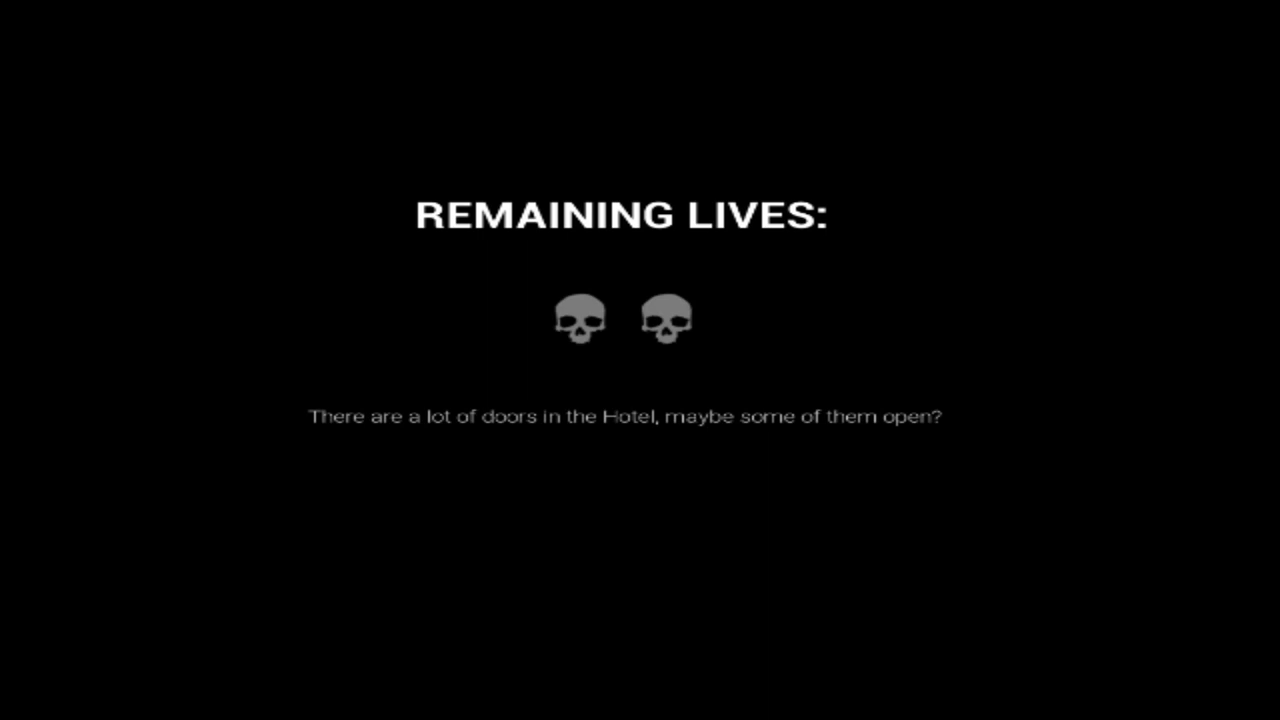 REMAINING LIVES:
There are a lot of doors in the Hotel, maybe some of them open?